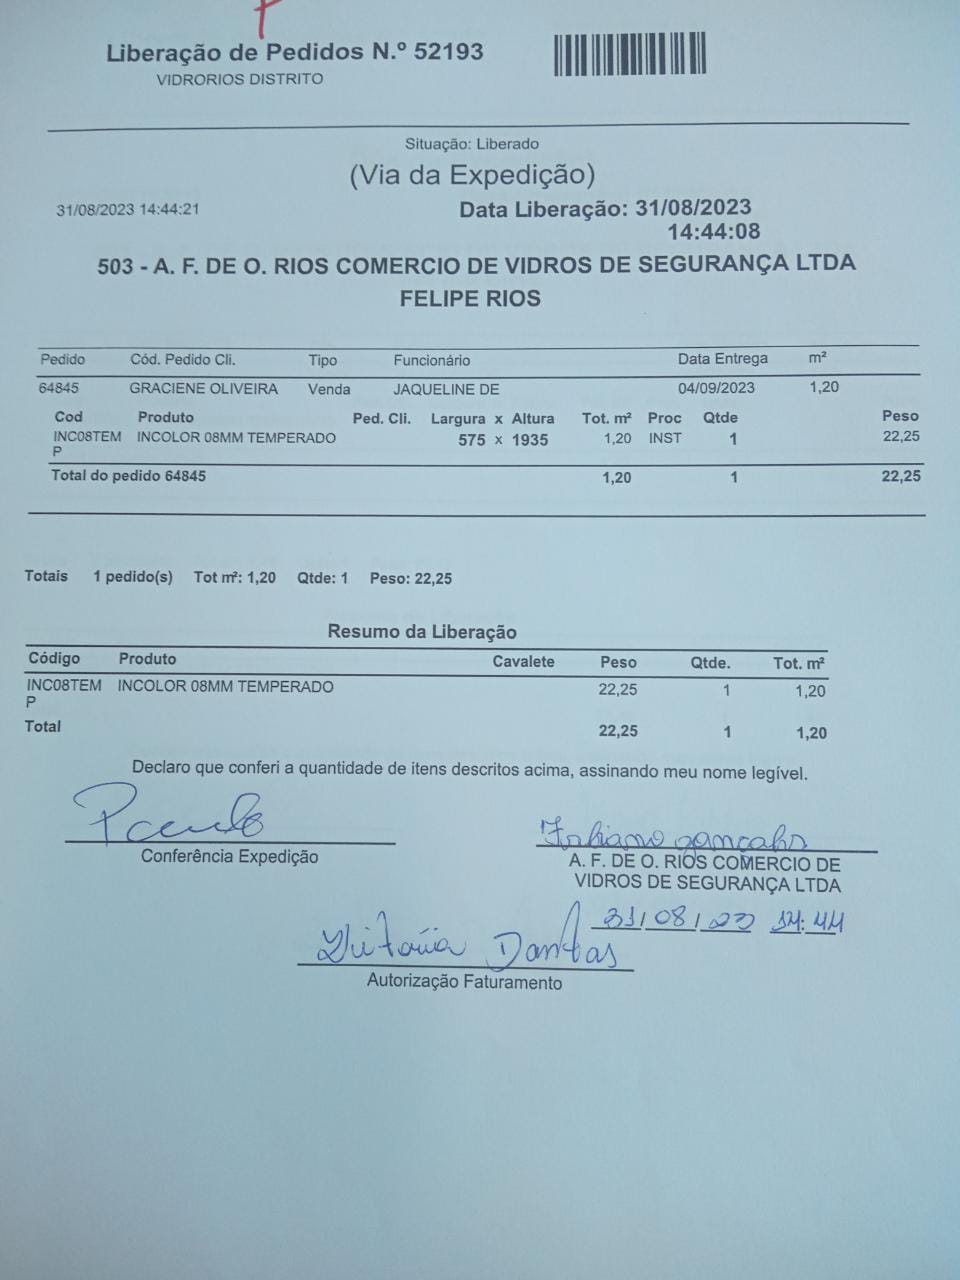 Liberação de Pedidos N.º 52193
VIDRORIOS DISTRITO
Situação: Liberado
(Via da Expedição)
31/08/2023 14:44:21
Data Liberação: 31/08/2023
14:44:08
503 - A. F. DE O. RIOS COMERCIO DE VIDROS DE SEGURANÇA LTDA
FELIPE RIOS
Pedido Cód. Pedido Cli. Tipo Funcionário Data Entrega m²
64845 GRACIENE OLIVEIRA Venda JAQUELINE DE 04/09/2023 1,20
Cod Produto Ped. Cli. Largura x Altura Tot. m² Proc Qtde Peso
INC08TEM INCOLOR 08MM TEMPERADO 575 x 1935 1,20 INST 1 22,25
P
Total do pedido 64845 1,20 1 22,25
Totais 1 pedido(s) Tot m²: 1,20 Qtde: 1 Peso: 22,25
Resumo da Liberação
Código Produto Cavalete Peso Qtde. Tot. m²
INC08TEM INCOLOR 08MM TEMPERADO 22,25 1 1,20
P
Total 22,25 1 1,20
Declaro que conferi a quantidade de itens descritos acima, assinando meu nome legível.
Fabiano
Conferência Expedição
A. F. DE O. RIOS COMERCIO DE
VIDROS DE SEGURANÇA LTDA
31/08/23 14:44
Vitória Dantas
Autorização Faturamento